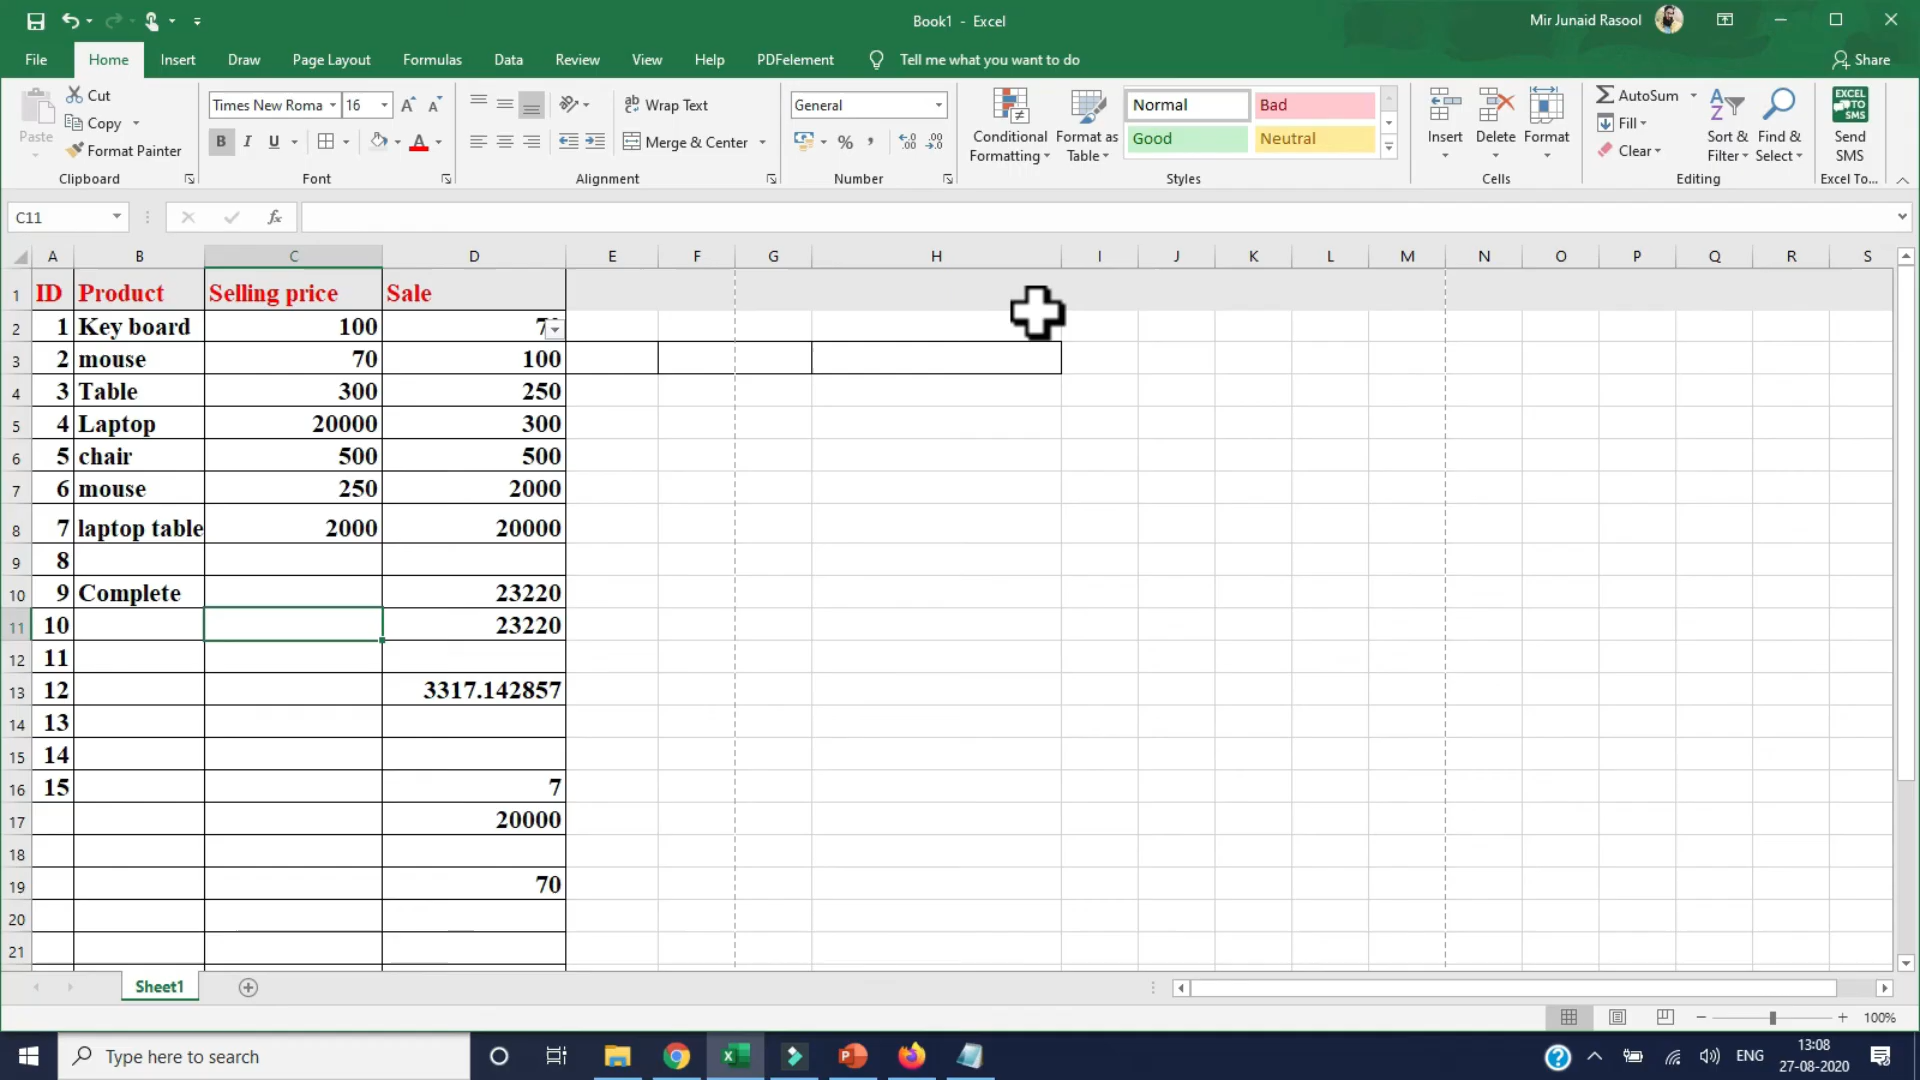 Book1 - Excel
Mir Junaid Rasool
File Home Insert Draw Page Layout Formulas Data Review View Help PDFelement Tell me what you want to do Share
Paste
Cut
Copy
Format Painter
Clipboard
Times New Roma 16
B I U
Font
Wrap Text
Merge & Center
Alignment
General
%
Number
Conditional Formatting
Format as Table
Normal Bad
Good Neutral
Styles
Insert Delete Format
Cells
AutoSum
Fill
Clear
Sort & Filter
Find & Select
Editing
EXCEL TO SMS
Send SMS
Excel To...
C11 fx
A B C D E F G H I J K L M N O P Q R S
1 ID Product Selling price Sale
2 1 Key board 100
3 2 mouse 70 100
4 3 Table 300 250
5 4 Laptop 20000 300
6 5 chair 500 500
7 6 mouse 250 2000
8 7 laptop table 2000 20000
9 8
10 9 Complete 23220
11 10 23220
12 11
13 12 3317.142857
14 13
15 14
16 15 7
17 20000
18
19 70
20
21
Sheet1
100%
Type here to search
ENG
13:08
27-08-2020